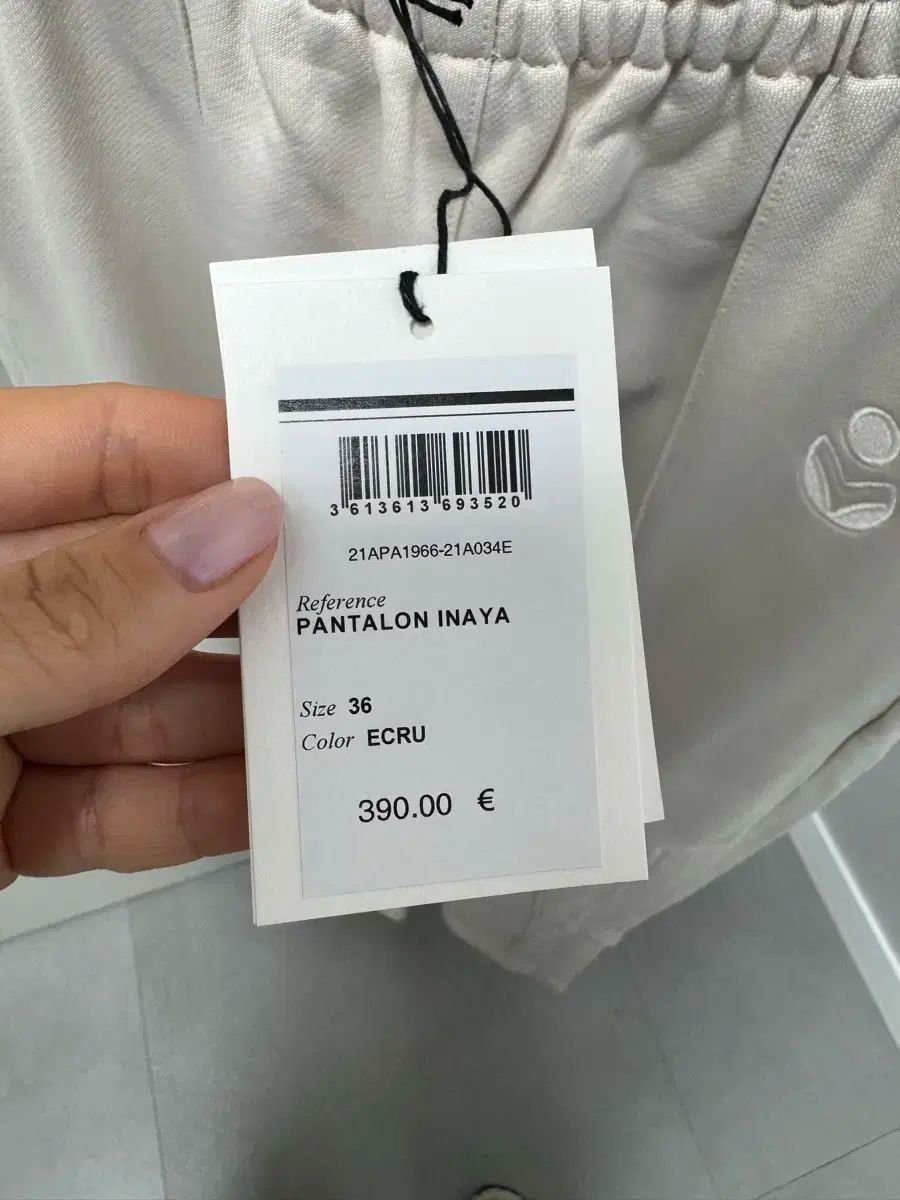 3 613613 693520
21APA1966-21A034E
Reference
PANTALON INAYA
Size 36
Color ECRU
390.00 €